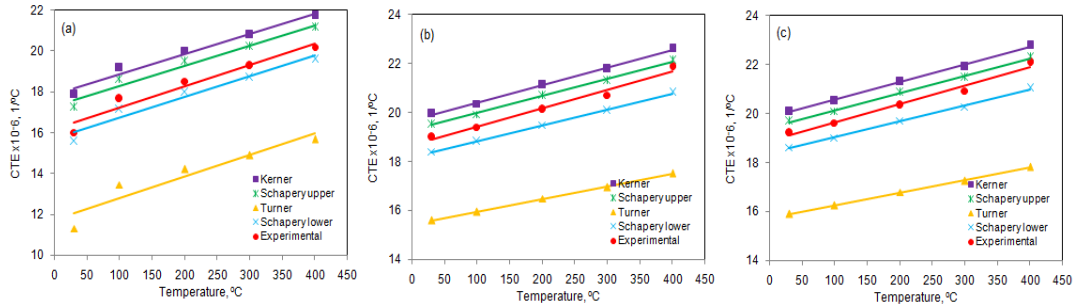 (a)
22
20
18
16
14
12
10
CTE x 10-6, 1/ºC
0 50 100 150 200 250 300 350 400 450
Temperature, ºC
Kerner
Schapery upper
Turner
Schapery lower
Experimental
(b)
24
22
20
18
16
14
CTE x 10-6, 1/ºC
0 50 100 150 200 250 300 350 400 450
Temperature, ºC
Kerner
Schapery upper
Turner
Schapery lower
Experimental
(c)
24
22
20
18
16
14
CTE x 10-6, 1/ºC
0 50 100 150 200 250 300 350 400 450
Temperature, ºC
Kerner
Schapery upper
Turner
Schapery lower
Experimental